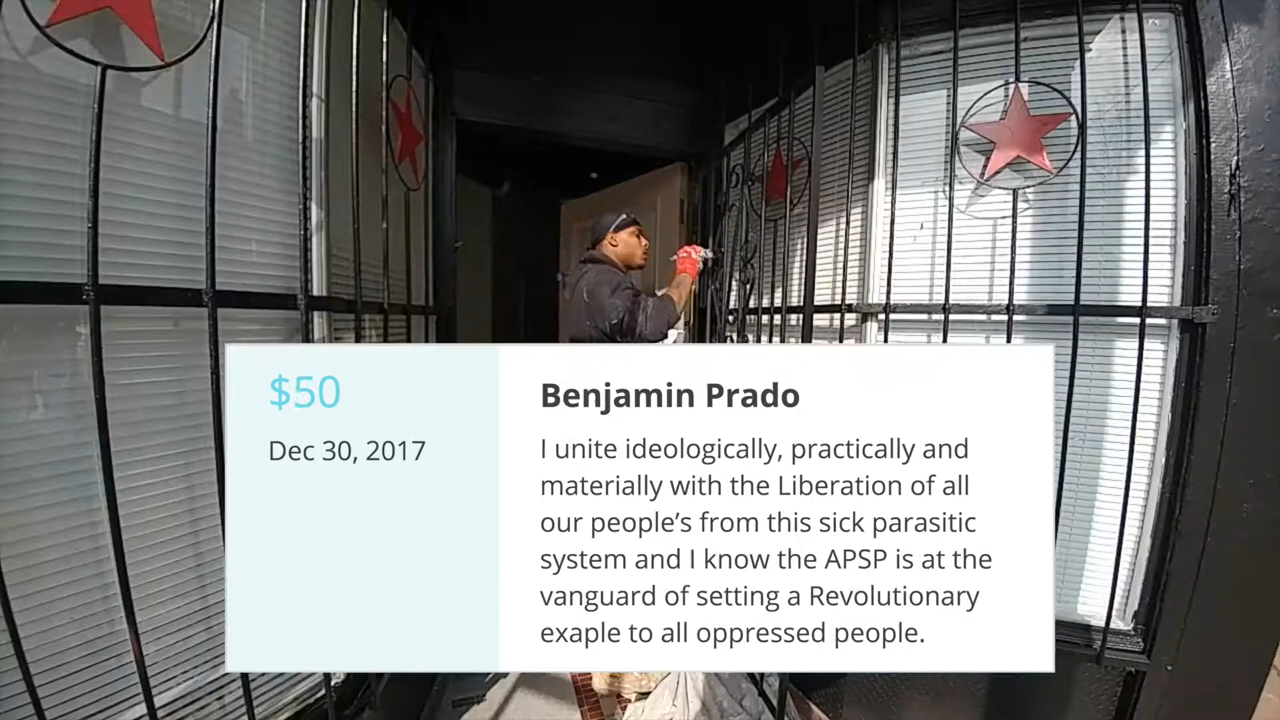 $50
Dec 30, 2017
Benjamin Prado
I unite ideologically, practically and
materially with the Liberation of all
our people’s from this sick parasitic
system and I know the APSP is at the
vanguard of setting a Revolutionary
exaple to all oppressed people.